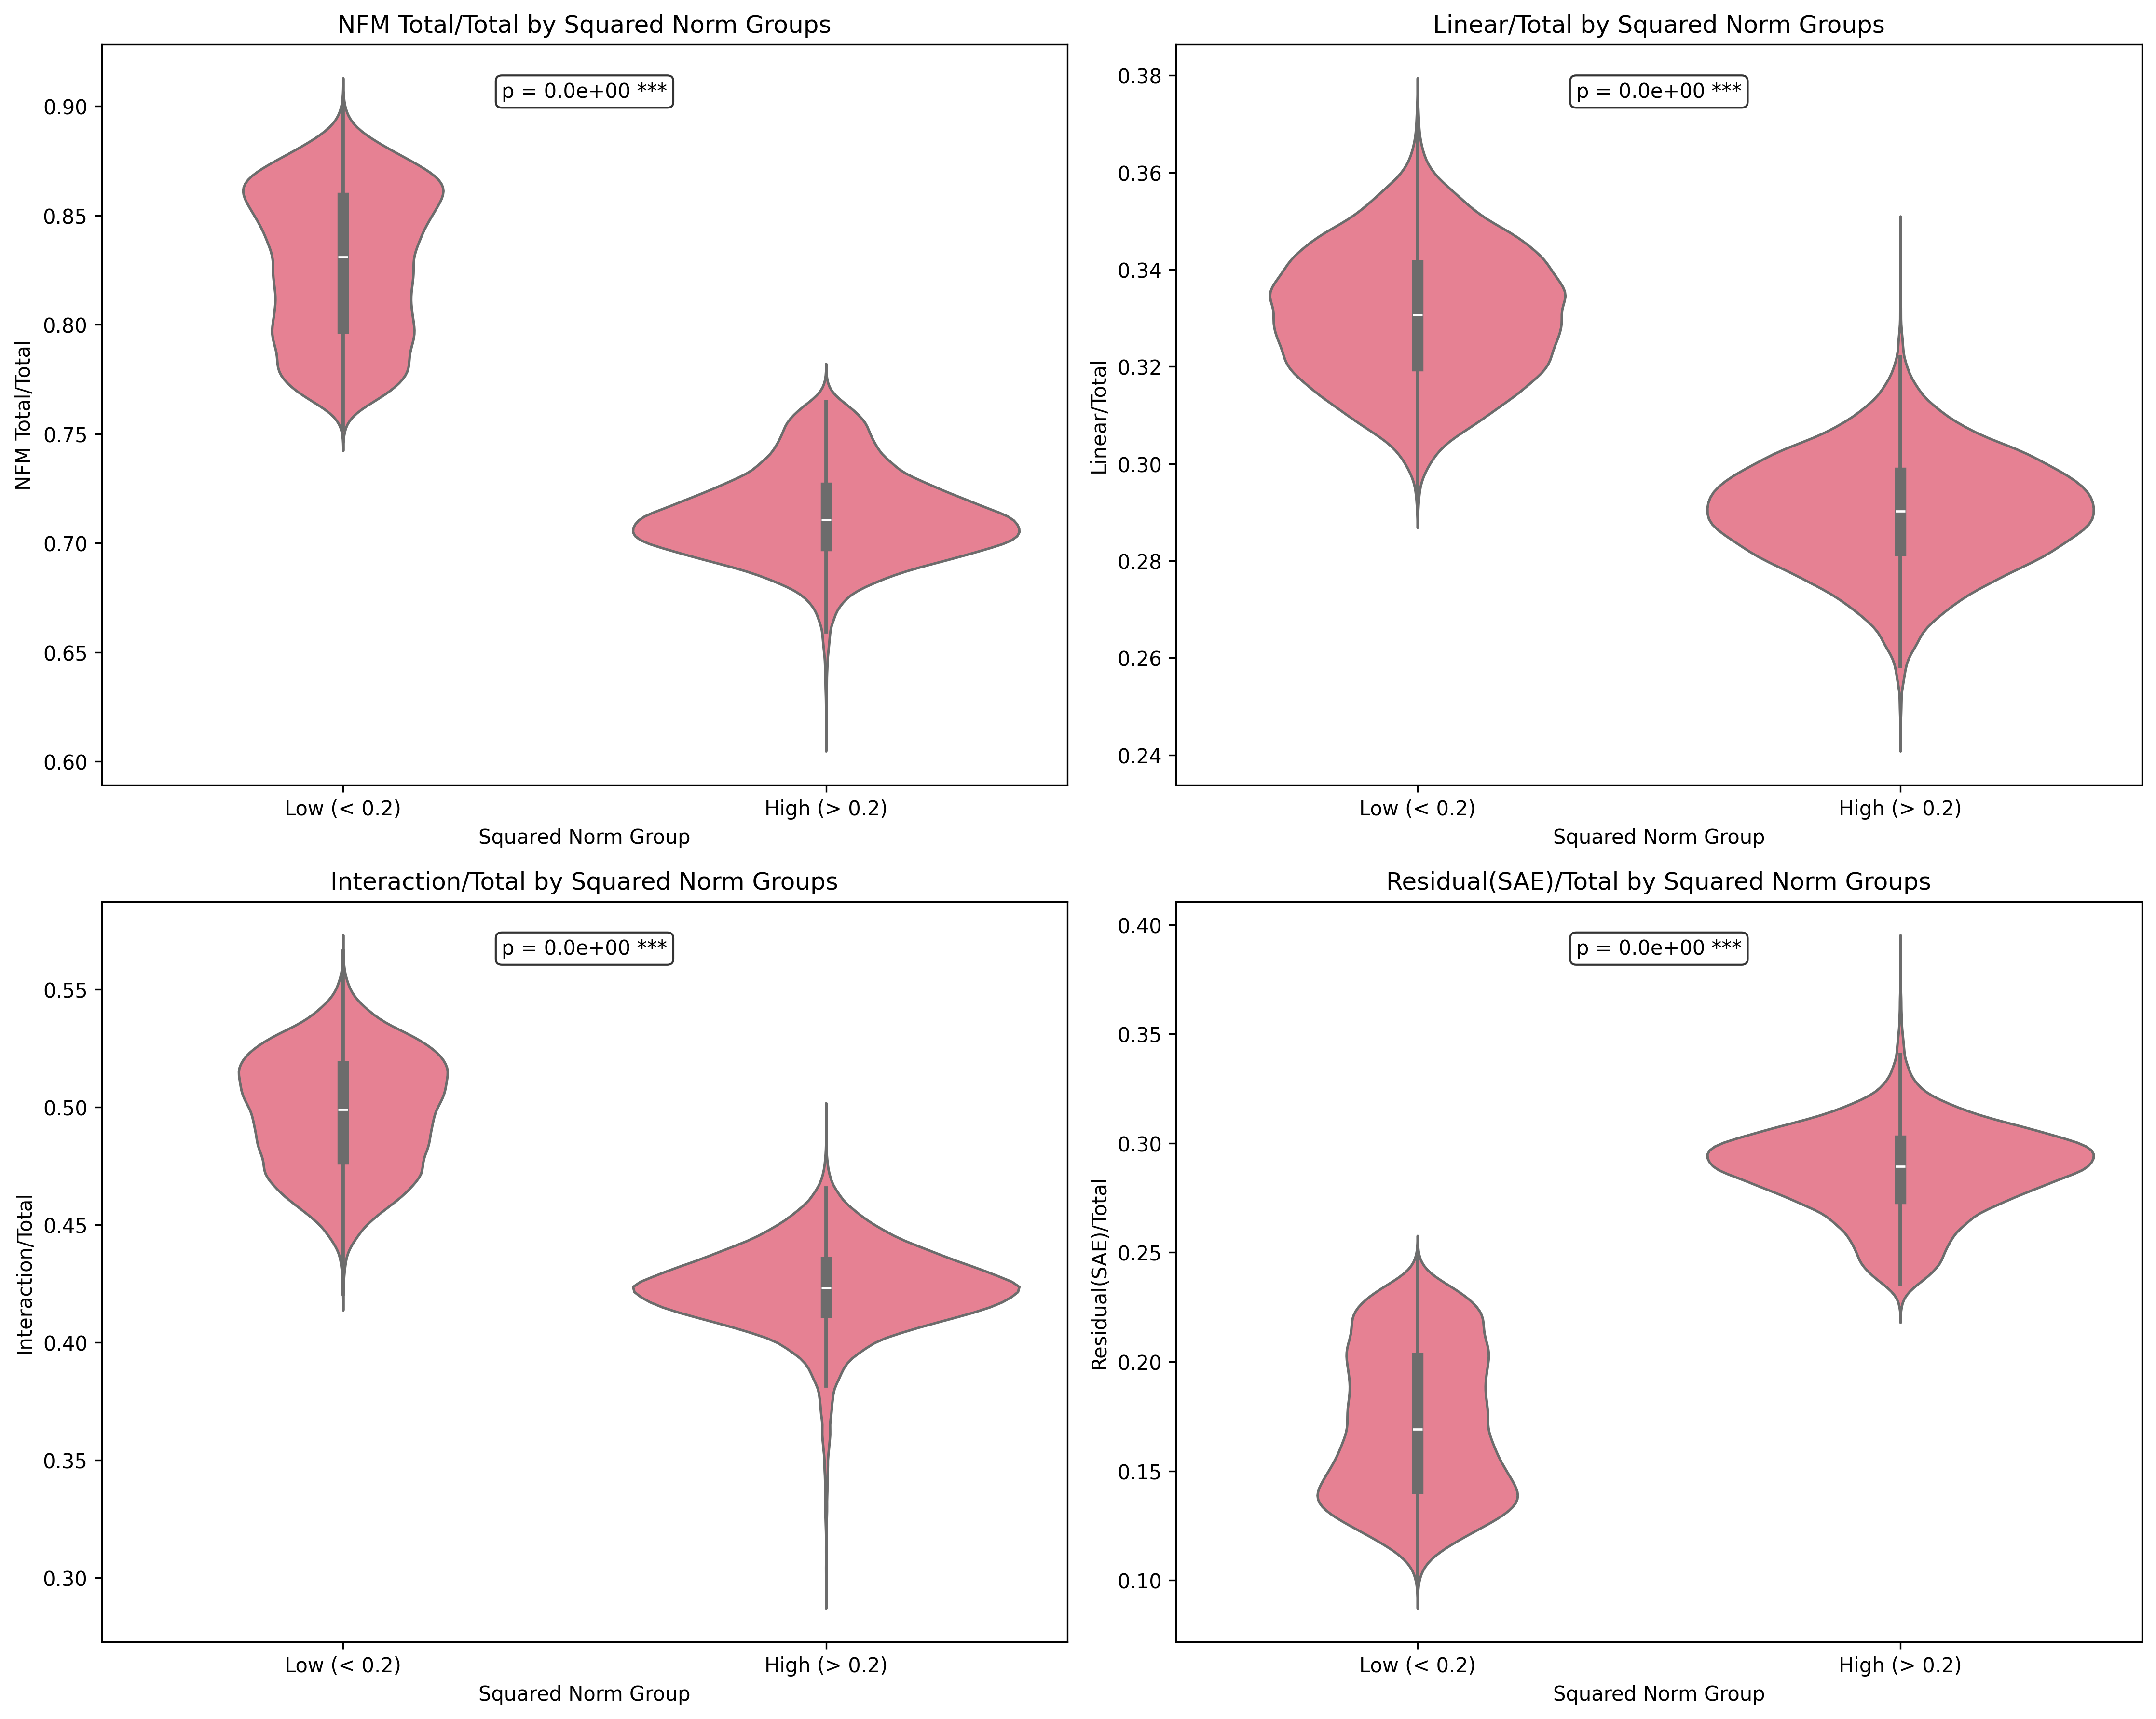 NFM Total/Total by Squared Norm Groups
p = 0.0e+00 ***
NFM Total/Total
0.90
0.85
0.80
0.75
0.70
0.65
0.60
Low (< 0.2)
High (> 0.2)
Squared Norm Group
Linear/Total by Squared Norm Groups
p = 0.0e+00 ***
Linear/Total
0.38
0.36
0.34
0.32
0.30
0.28
0.26
0.24
Low (< 0.2)
High (> 0.2)
Squared Norm Group
Interaction/Total by Squared Norm Groups
p = 0.0e+00 ***
Interaction/Total
0.55
0.50
0.45
0.40
0.35
0.30
Low (< 0.2)
High (> 0.2)
Squared Norm Group
Residual(SAE)/Total by Squared Norm Groups
p = 0.0e+00 ***
Residual(SAE)/Total
0.40
0.35
0.30
0.25
0.20
0.15
0.10
Low (< 0.2)
High (> 0.2)
Squared Norm Group